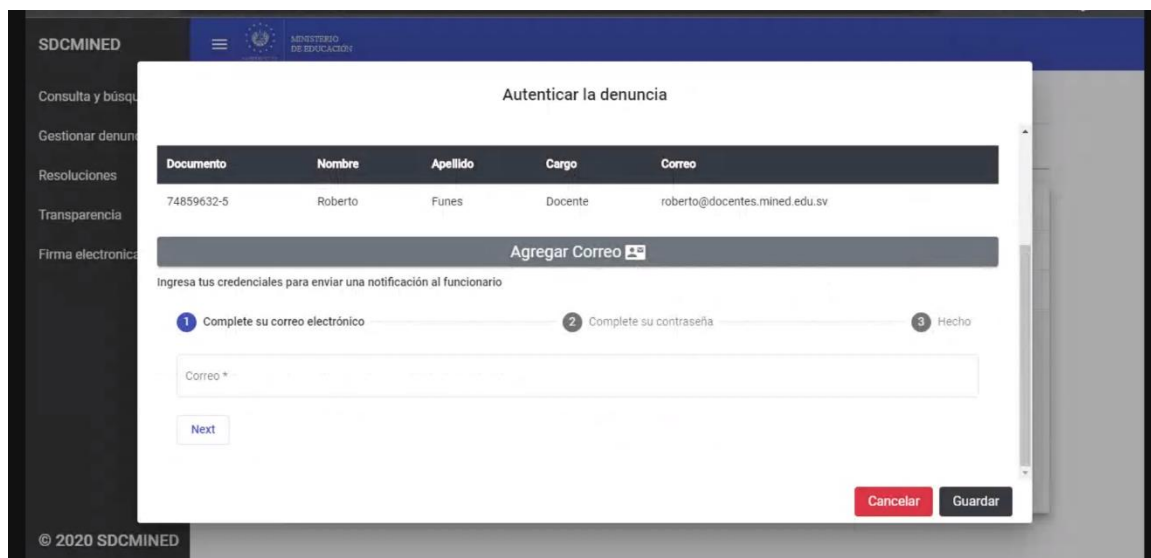 SDCMINED
MINISTERIO
DE EDUCACIÓN
Consulta y búsqu
Gestionar denun
Resoluciones
Transparencia
Firma electronica
© 2020 SDCMINED
Autenticar la denuncia
Documento Nombre Apellido Cargo Correo
74859632-5 Roberto Funes Docente roberto@docentes.mined.edu.sv
Agregar Correo
Ingresa tus credenciales para enviar una notificación al funcionario
1 Complete su correo electrónico 2 Complete su contraseña 3 Hecho
Correo *
Next
Cancelar Guardar